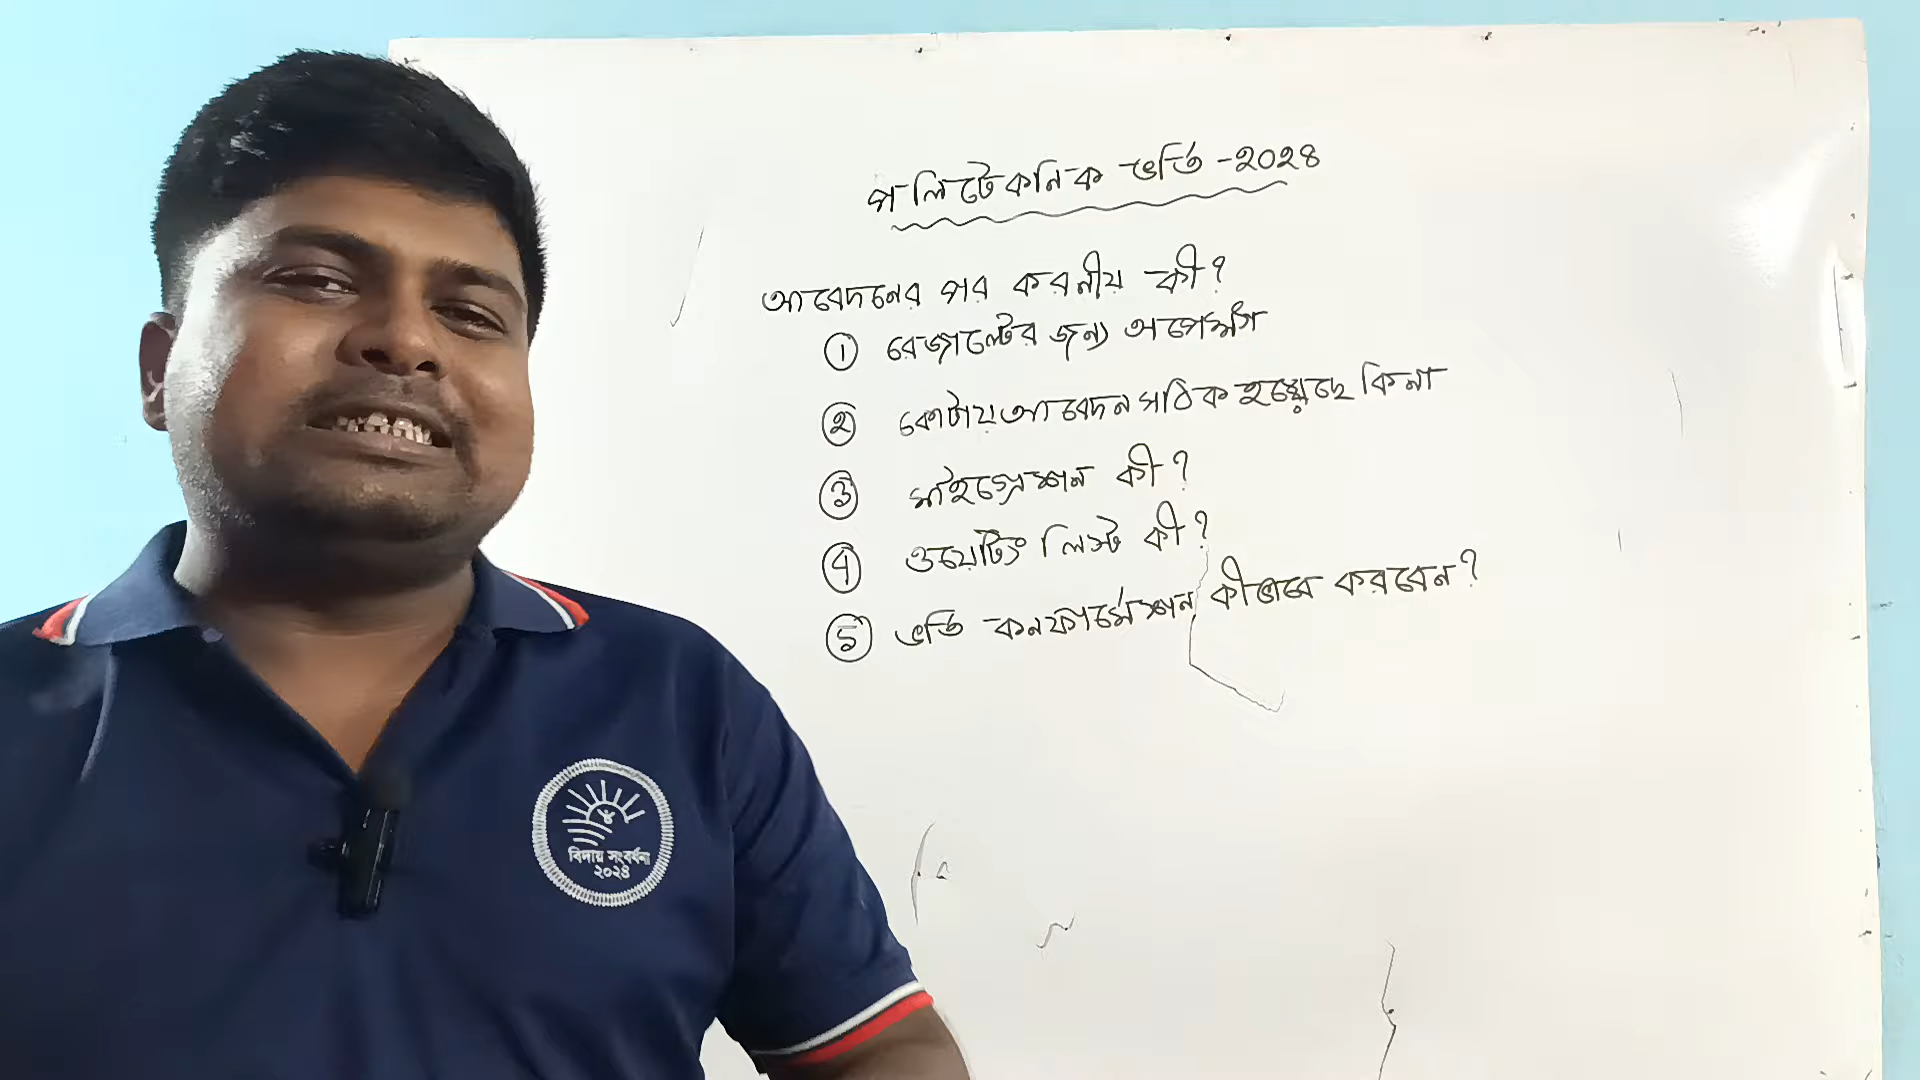 পলিটেকনিক ভর্তি -২০২৪
আবেদনের পর করনীয় কী?
① রেজাল্টের জন্য অপেক্ষা
② কোটায় আবেদন সঠিক হয়েছে কিনা
③ মাইগ্রেশন কী?
④ ওয়েটিং লিস্ট কী?
⑤ ভর্তি কনফার্মেশন কীভাবে করবেন?
বিদায় সংবর্ধনা
২০২৪